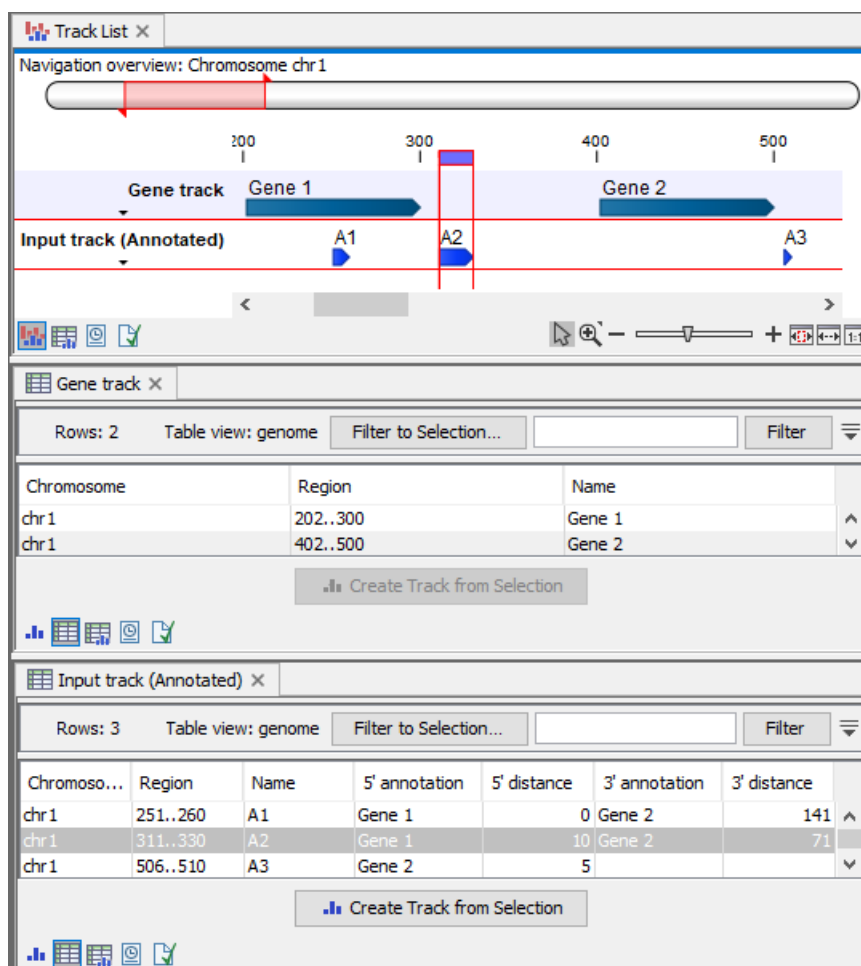 Track List
Navigation overview: Chromosome chr1
200 300 400 500
Gene track Gene 1 Gene 2
Input track (Annotated) A1 A2 A3
Gene track
Rows: 2 Table view: genome Filter to Selection... Filter
Chromosome Region Name
chr1 202..300 Gene 1
chr1 402..500 Gene 2
Create Track from Selection
Input track (Annotated)
Rows: 3 Table view: genome Filter to Selection... Filter
Chromoso... Region Name 5' annotation 5' distance 3' annotation 3' distance
chr1 251..260 A1 Gene 1 0 Gene 2 141
chr1 311..330 A2 Gene 1 10 Gene 2 71
chr1 506..510 A3 Gene 2 5
Create Track from Selection